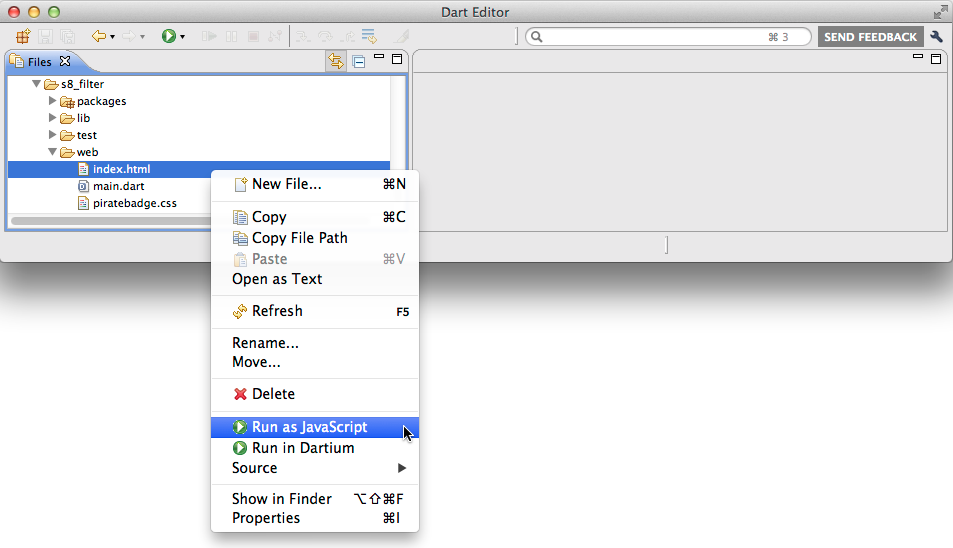 Dart Editor
⌘ 3
SEND FEEDBACK
Files
s8_filter
packages
lib
test
web
index.html
main.dart
piratebadge.css
New File... ⌘N
Copy ⌘C
Copy File Path
Paste ⌘V
Open as Text
Refresh F5
Rename...
Move...
Delete
Run as JavaScript
Run in Dartium
Source
Show in Finder ⌥⇧⌘F
Properties ⌘I